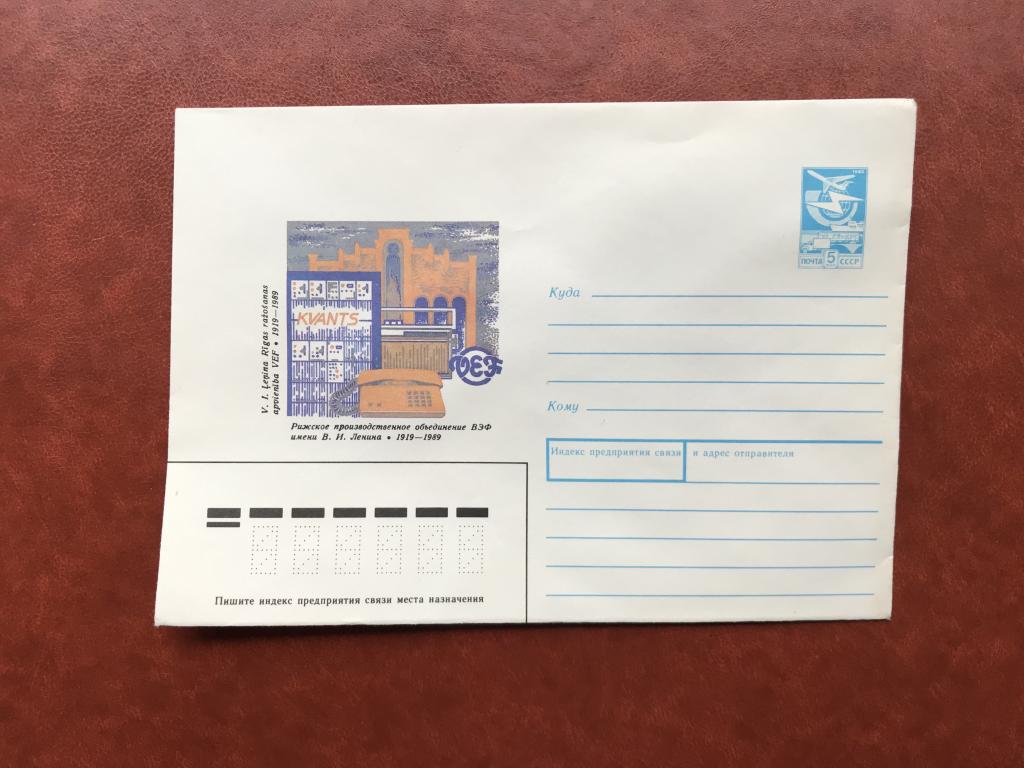 V. I. Ļeņina Rīgas ražošanas
apvienība VEF • 1919—1989
KVANTS
VEF
Рижское производственное объединение ВЭФ
имени В. И. Ленина • 1919—1989
ПОЧТА 5 СССР
Куда
Кому
Индекс предприятия связи и адрес отправителя
Пишите индекс предприятия связи места назначения